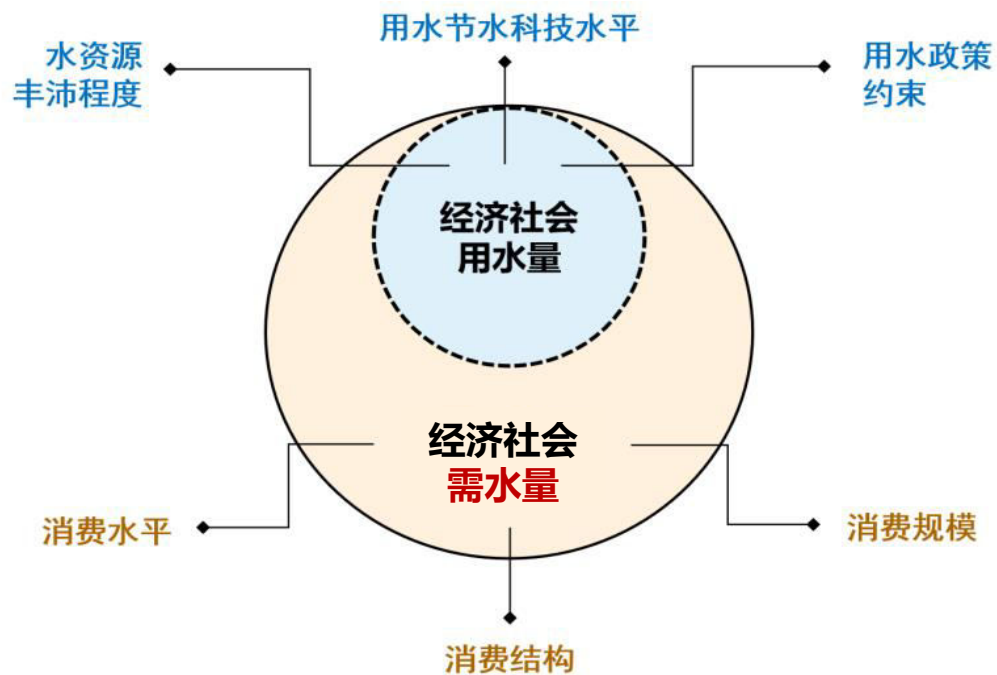 用水节水科技水平
水资源
丰沛程度
用水政策
约束
经济社会
用水量
经济社会
需水量
消费水平
消费规模
消费结构